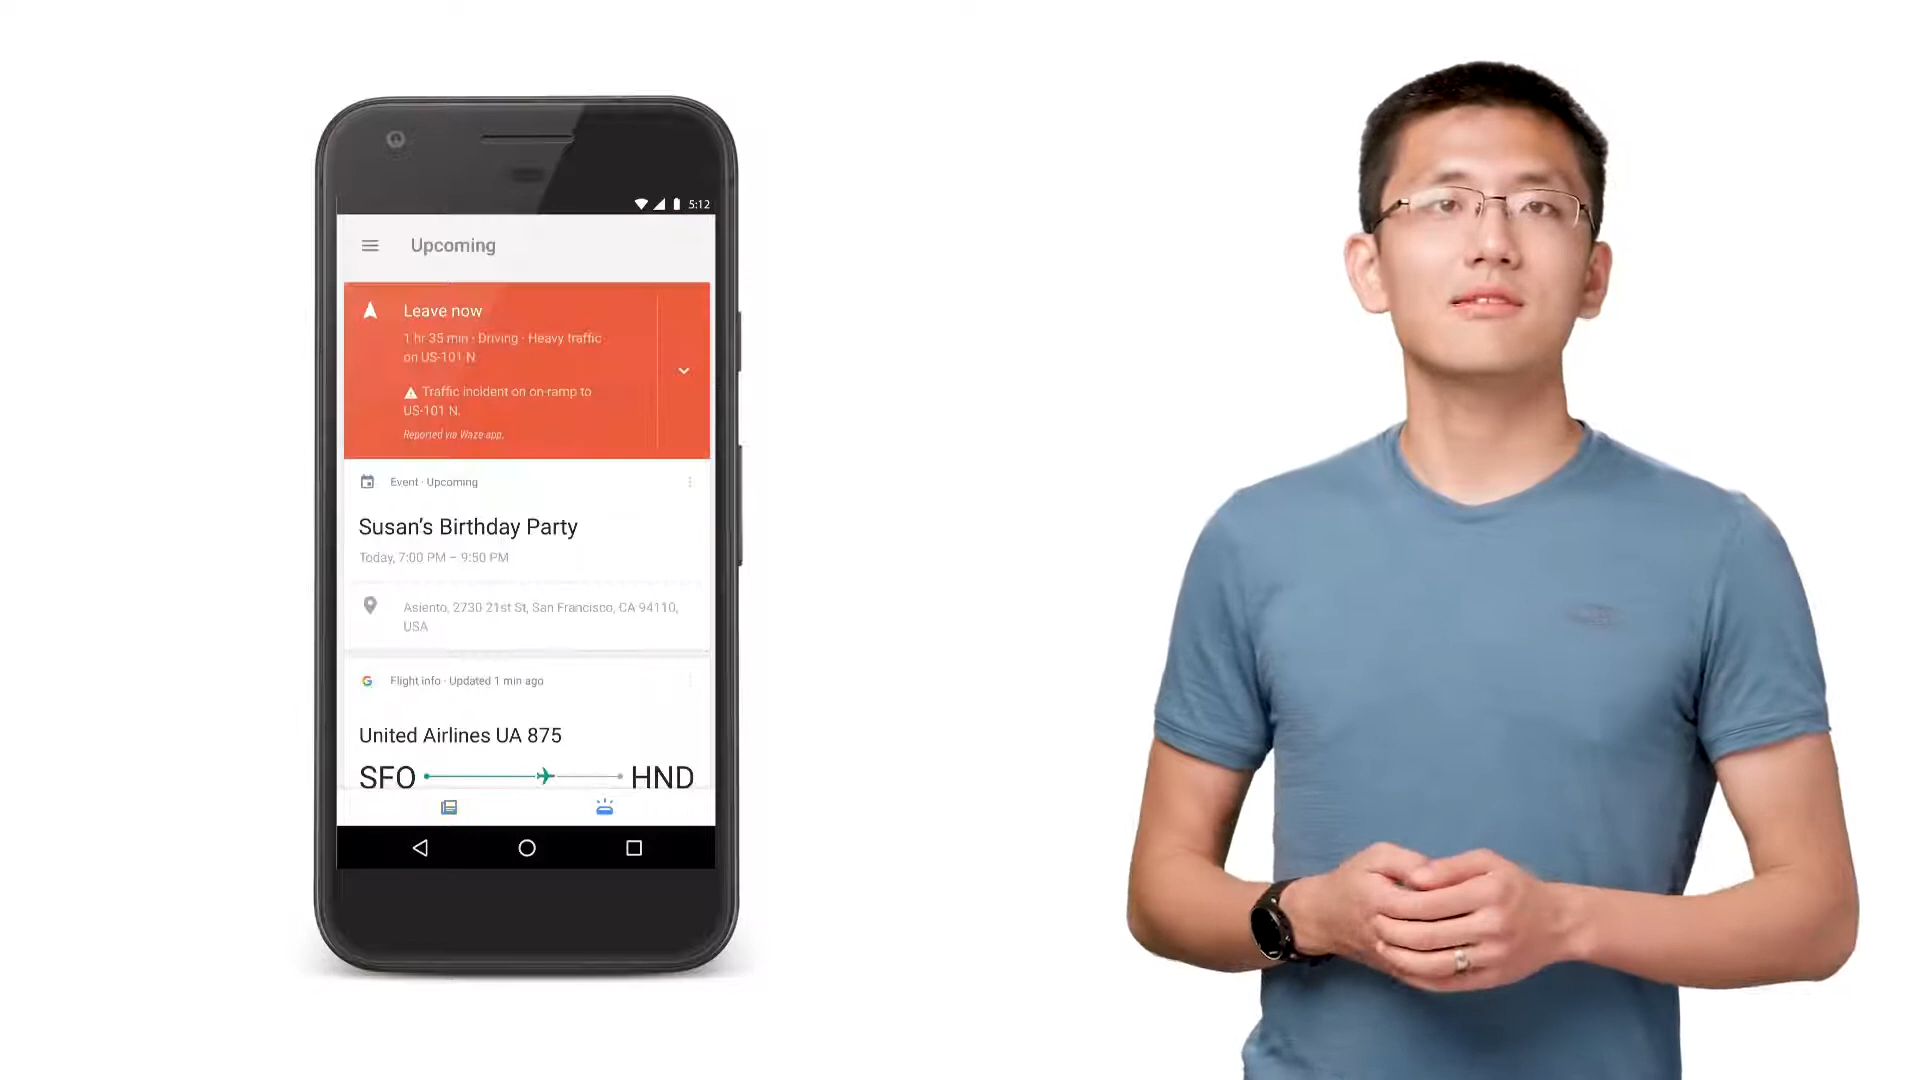 5:12
Upcoming
Leave now
1 hr 35 min · Driving · Heavy traffic
on US-101 N
Traffic incident on on-ramp to
US-101 N.
Reported via Waze app.
Event · Upcoming
Susan's Birthday Party
Today, 7:00 PM – 9:50 PM
Asiento, 2730 21st St, San Francisco, CA 94110,
USA
G Flight info · Updated 1 min ago
United Airlines UA 875
SFO HND